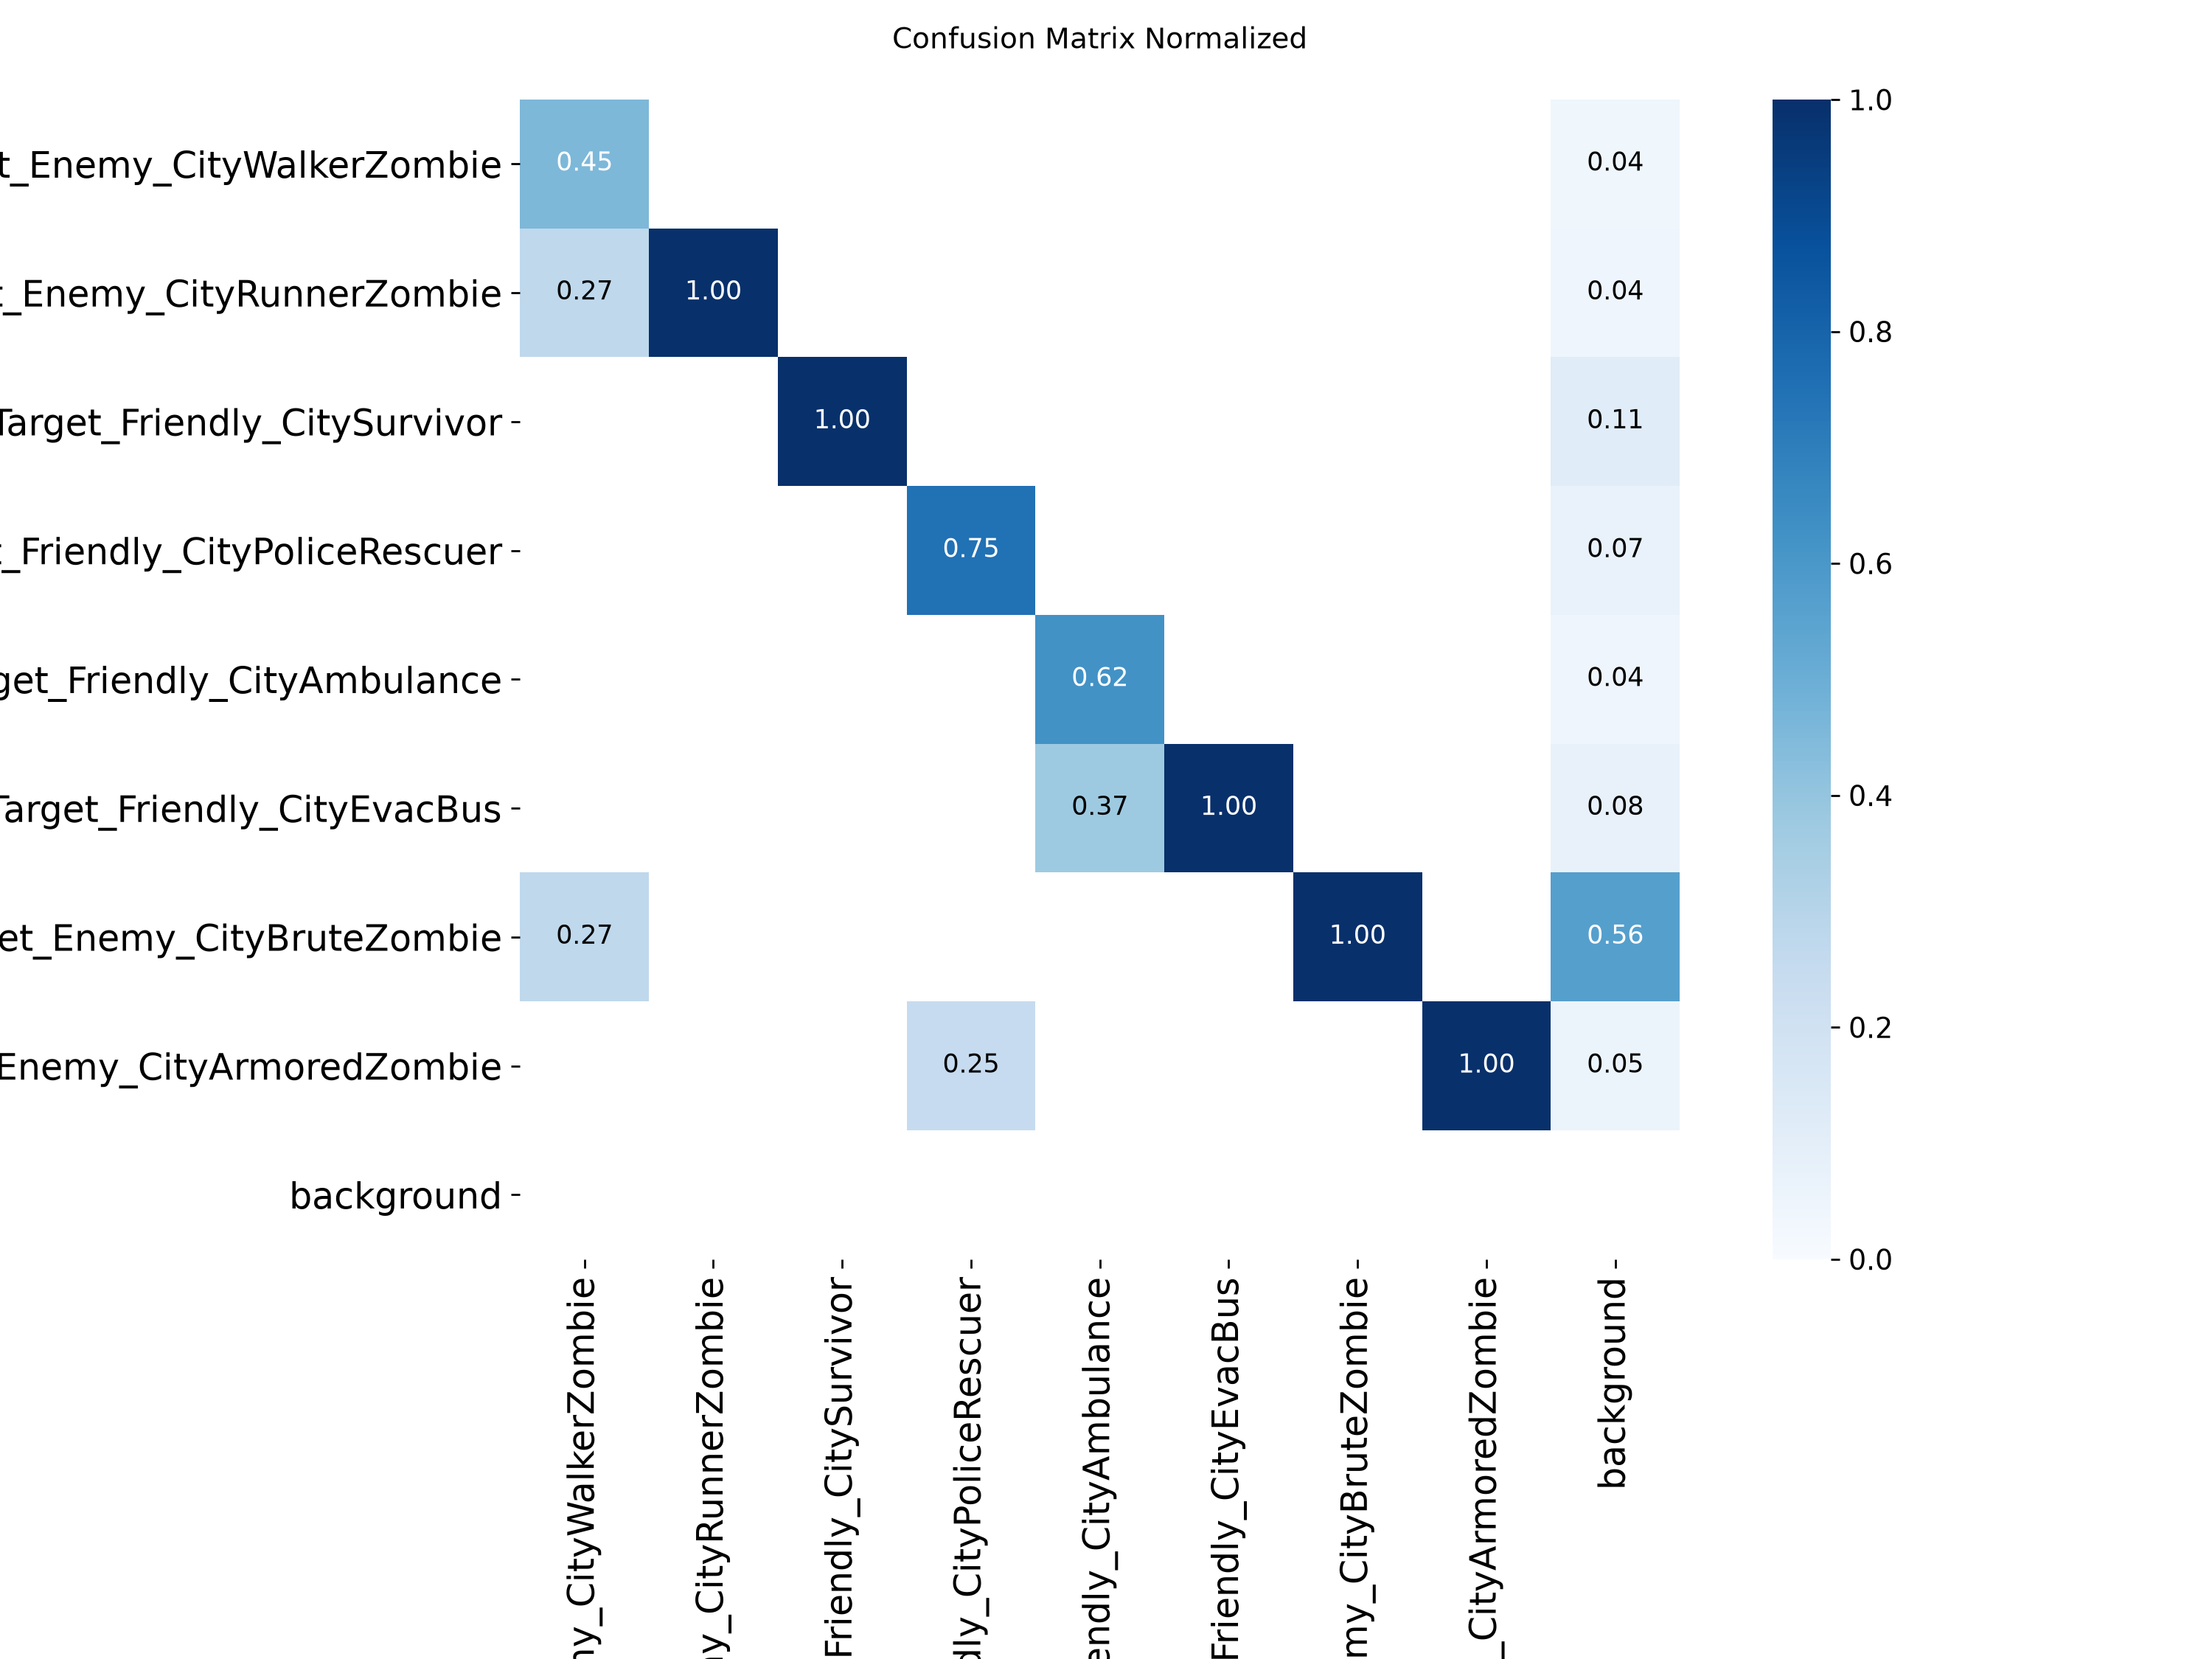 Confusion Matrix Normalized
1.0
t_Enemy_CityWalkerZombie
0.45
0.04
_Enemy_CityRunnerZombie
0.27
1.00
0.04
0.8
Target_Friendly_CitySurvivor
1.00
0.11
_Friendly_CityPoliceRescuer
0.75
0.07
0.6
get_Friendly_CityAmbulance
0.62
0.04
Target_Friendly_CityEvacBus
0.37
1.00
0.08
0.4
et_Enemy_CityBruteZombie
0.27
1.00
0.56
0.2
Enemy_CityArmoredZombie
0.25
1.00
0.05
background
0.0
ny_CityWalkerZombie
ny_CityRunnerZombie
Friendly_CitySurvivor
dly_CityPoliceRescuer
endly_CityAmbulance
Friendly_CityEvacBus
my_CityBruteZombie
_CityArmoredZombie
background